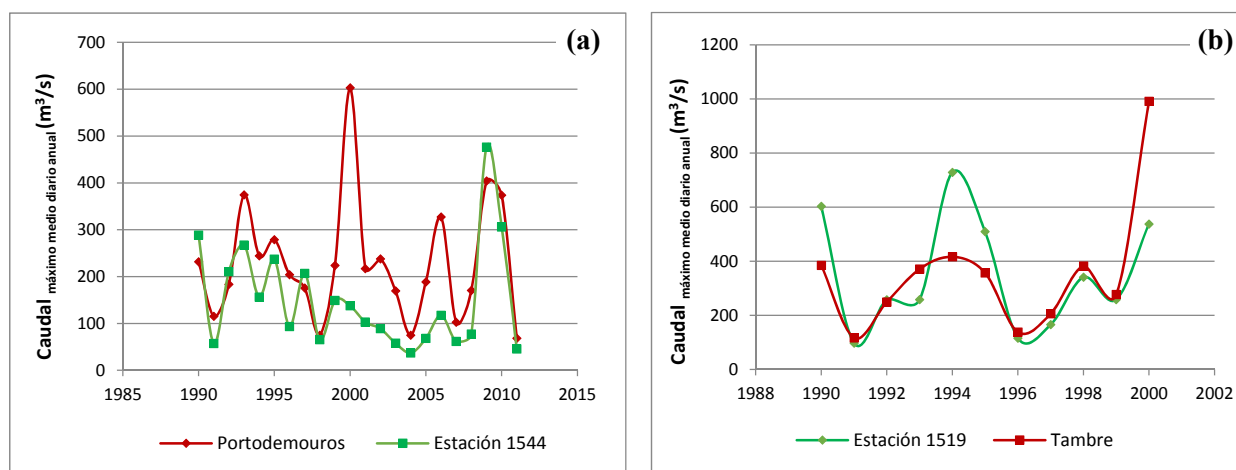 (a)
Caudal máximo medio diario anual (m³/s)
700
600
500
400
300
200
100
0
1985 1990 1995 2000 2005 2010 2015
Portodemouros Estación 1544
(b)
Caudal máximo medio diario anual (m³/s)
1200
1000
800
600
400
200
0
1988 1990 1992 1994 1996 1998 2000 2002
Estación 1519 Tambre